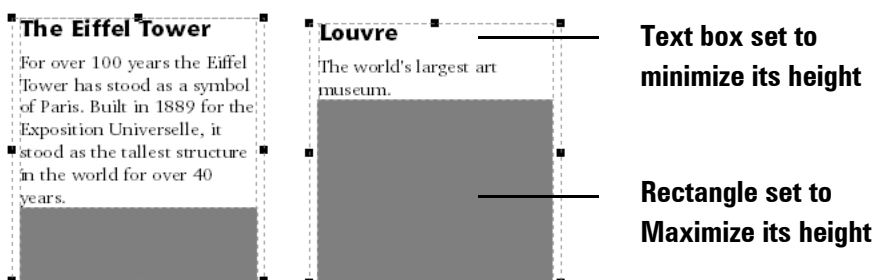 The Eiffel Tower
For over 100 years the Eiffel
Tower has stood as a symbol
of Paris. Built in 1889 for the
Exposition Universelle, it
stood as the tallest structure
in the world for over 40
years.
Louvre
The world's largest art
museum.
Text box set to
minimize its height
Rectangle set to
Maximize its height